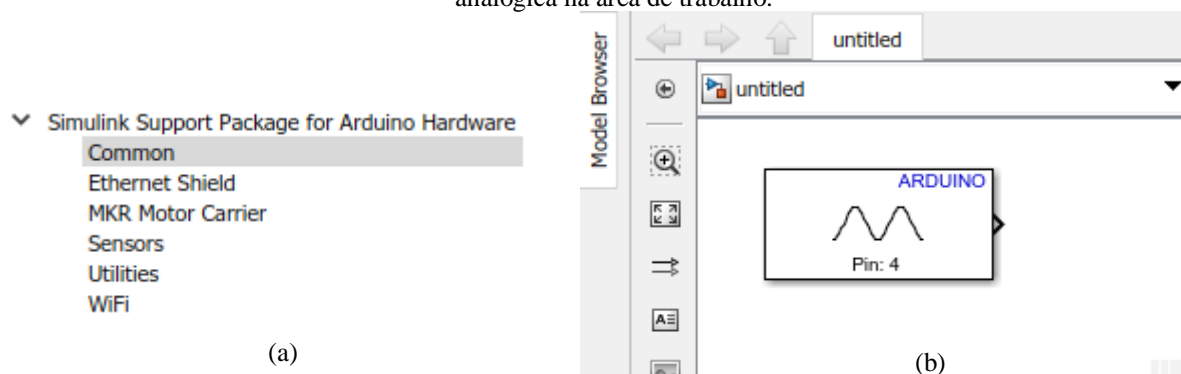 analógica na área de trabalho.
Simulink Support Package for Arduino Hardware
Common
Ethernet Shield
MKR Motor Carrier
Sensors
Utilities
WiFi
(a)
Model Browser
untitled
untitled
ARDUINO
Pin: 4
A
(b)